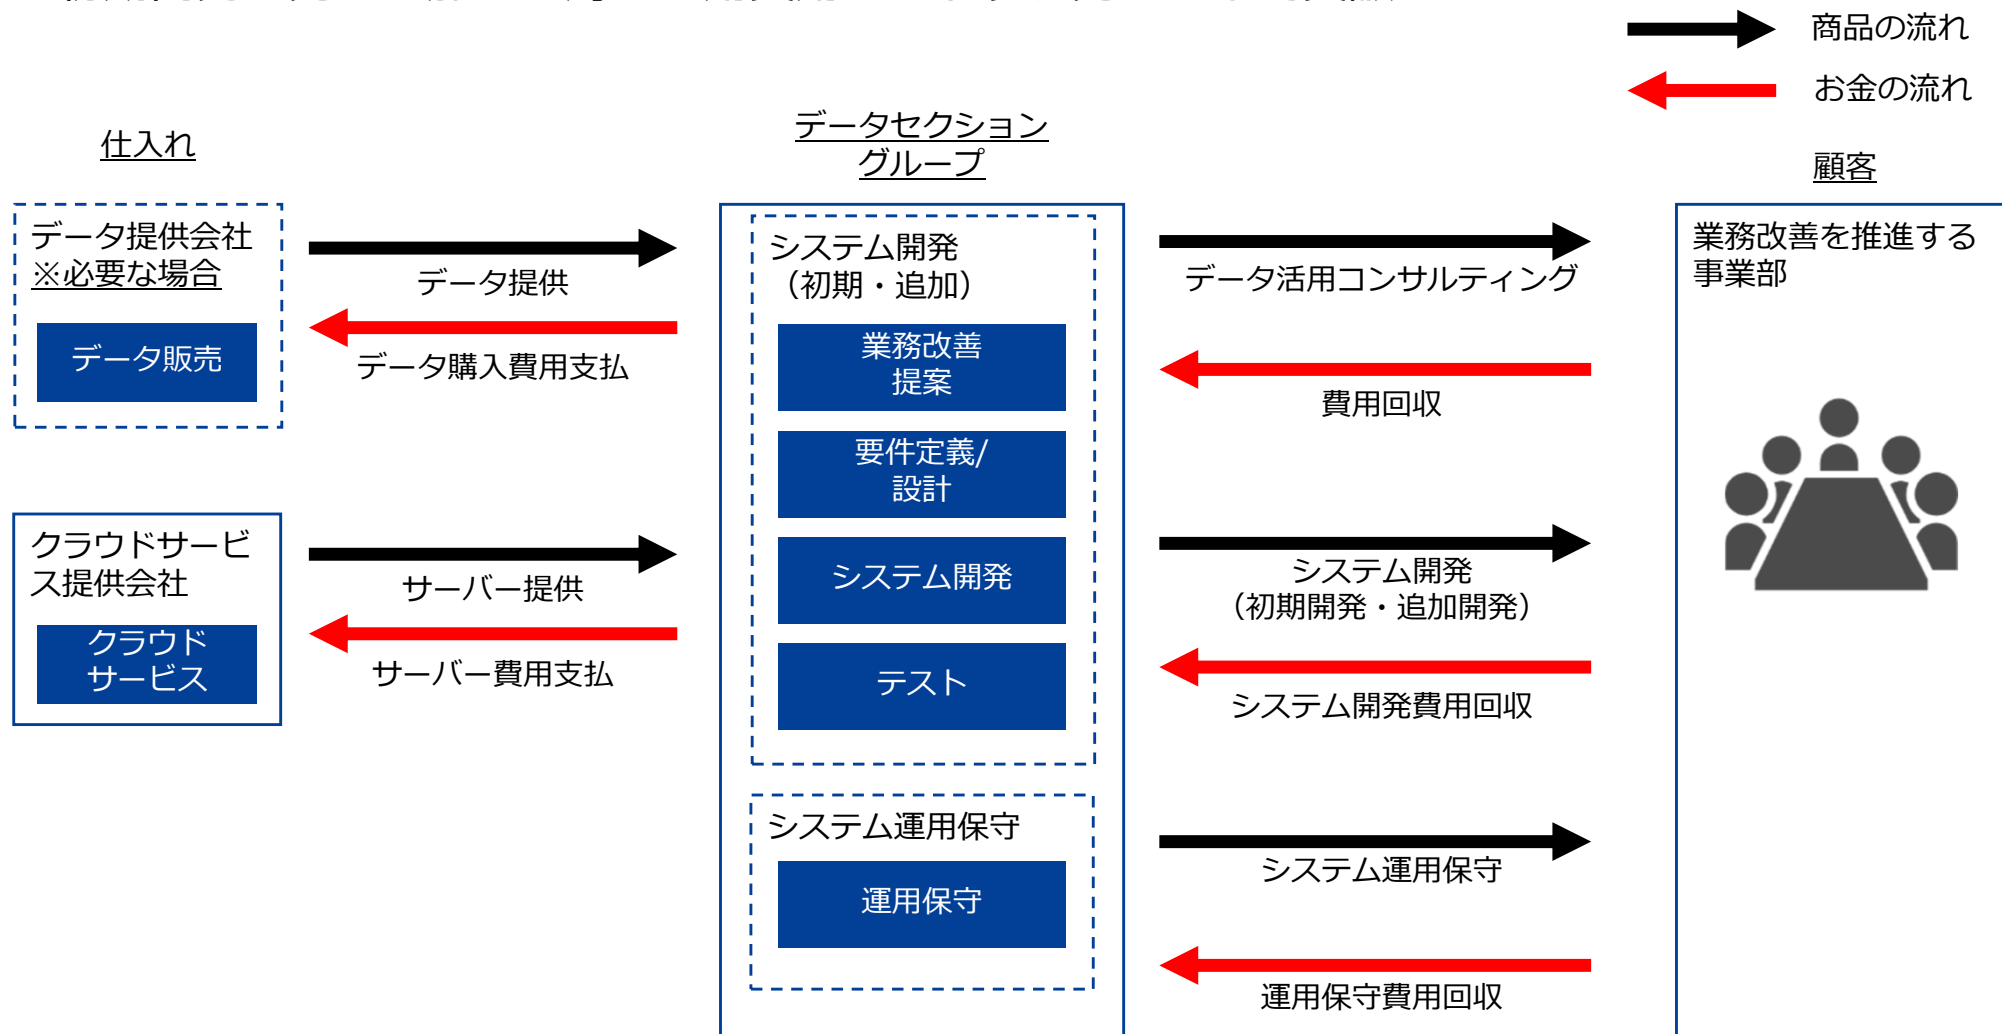 商品の流れ
お金の流れ
仕入れ
データセクション
グループ
顧客
データ提供会社
※必要な場合
データ販売
データ提供
データ購入費用支払
クラウドサービ
ス提供会社
クラウド
サービス
サーバー提供
サーバー費用支払
システム開発
（初期・追加）
業務改善
提案
要件定義/
設計
システム開発
テスト
システム運用保守
運用保守
データ活用コンサルティング
費用回収
システム開発
（初期開発・追加開発）
システム開発費用回収
システム運用保守
運用保守費用回収
業務改善を推進する
事業部